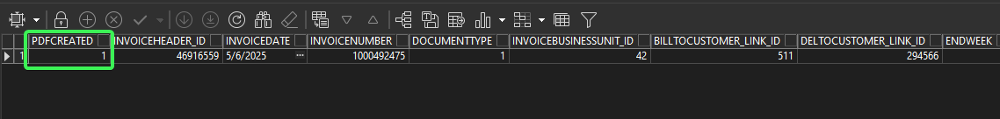 PDFCREATED INVOICEHEADER_ID INVOICEDATE INVOICENUMBER DOCUMENTTYPE INVOICEBUSINESSUNIT_ID BILLTOCUSTOMER_LINK_ID DELTOCUSTOMER_LINK_ID ENDWEEK
1 1 46916559 5/6/2025 ••• 1000492475 1 42 511 294566